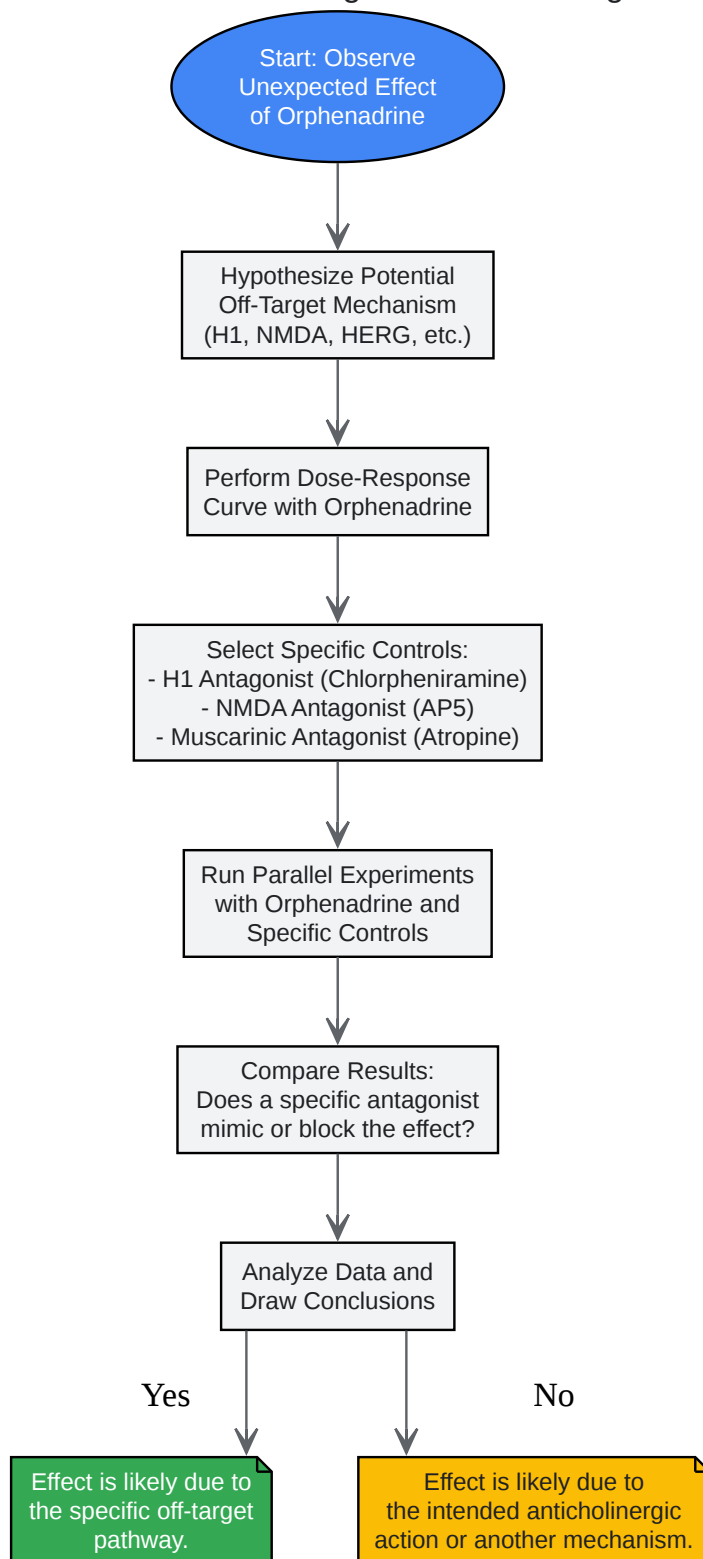 Start: Observe
Unexpected Effect
of Orphenadrine
Hypothesize Potential
Off-Target Mechanism
(H1, NMDA, HERG, etc.)
Perform Dose-Response
Curve with Orphenadrine
Select Specific Controls:
- H1 Antagonist (Chlorpheniramine)
- NMDA Antagonist (AP5)
- Muscarinic Antagonist (Atropine)
Run Parallel Experiments
with Orphenadrine and
Specific Controls
Compare Results:
Does a specific antagonist
mimic or block the effect?
Analyze Data and
Draw Conclusions
Yes
No
Effect is likely due to
the specific off-target
pathway.
Effect is likely due to
the intended anticholinergic
action or another mechanism.